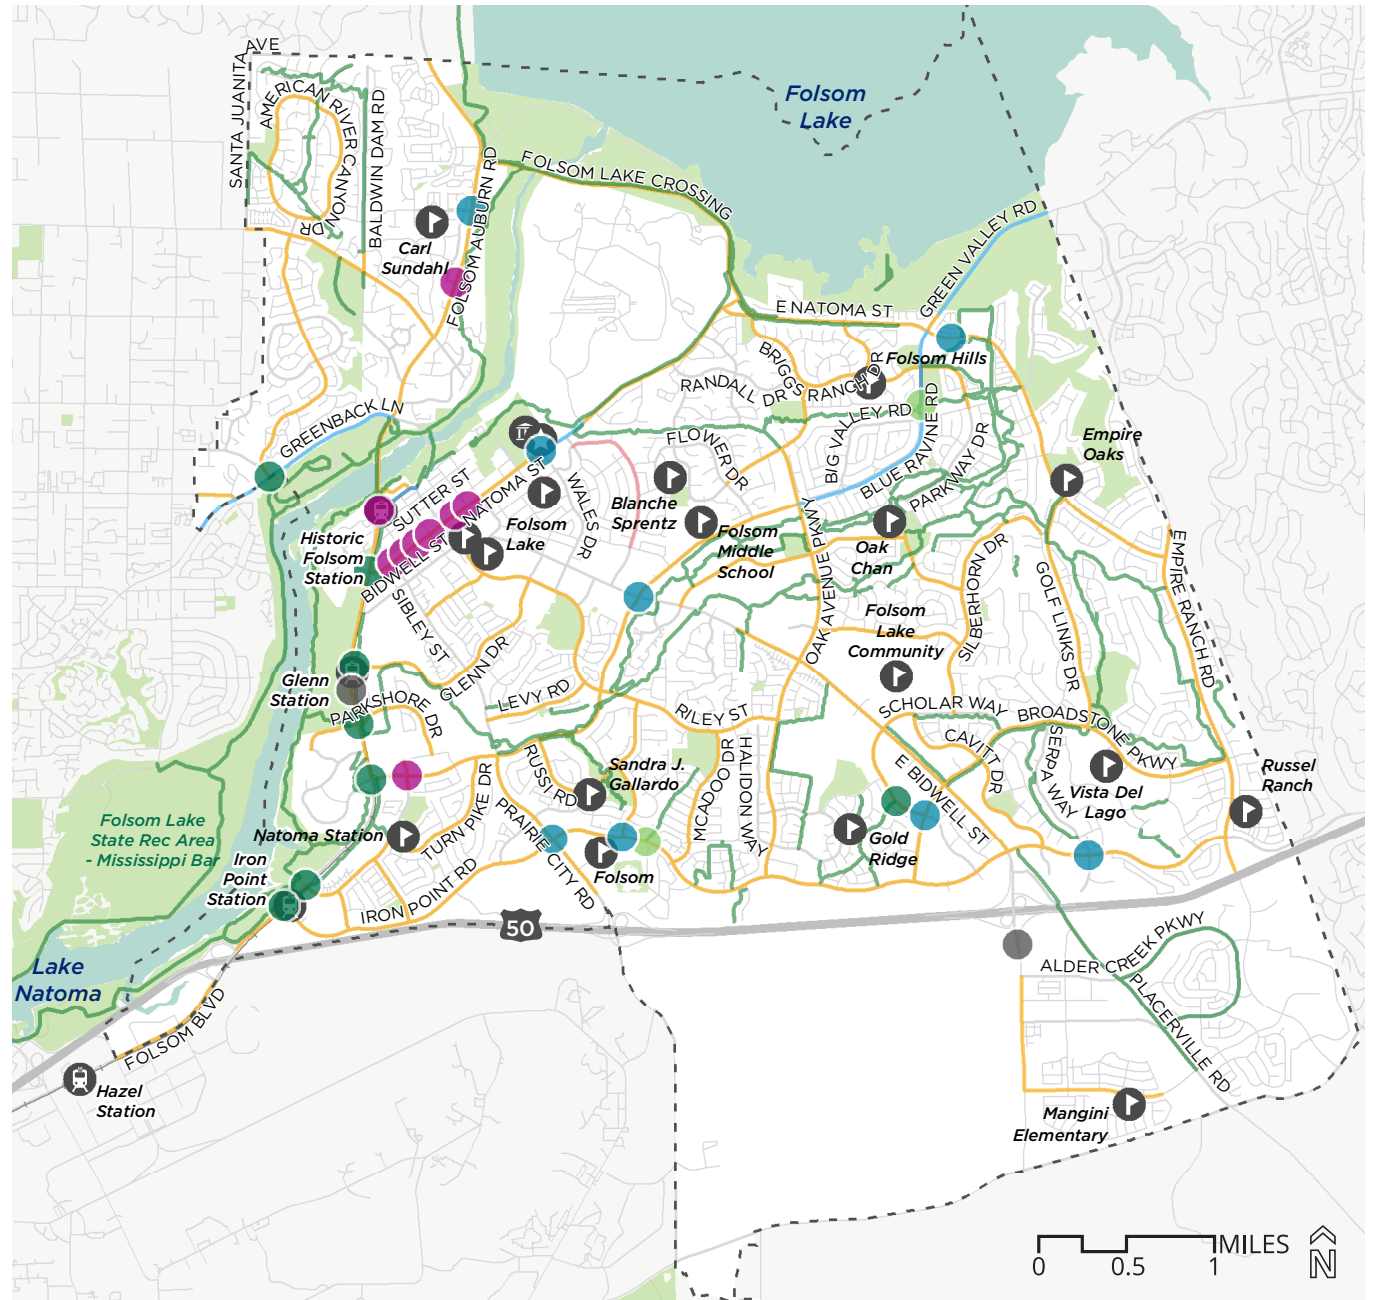 AVE
SANTA JUANITA
AMERICAN RIVER CANYON
DR
BALDWIN DAM RD
Folsom
Lake
FOLSOM LAKE CROSSING
FOLSOM AUBURN RD
Carl
Sundahl
GREEN VALLEY RD
E NATOMA ST
Folsom Hills
BRIGGS
RANCH DR
RANDALL DR
BIG VALLEY RD
BLUE RAVINE RD
PARKWAY DR
GREENBACK LN
FLOWER DR
Empire
Oaks
SUTTER ST
NATOMA ST
BIDWELL ST
WALES DR
Blanche
Sprentz
Folsom
Lake
Folsom
Middle
School
Oak
Chan
Historic
Folsom
Station
OAK AVENUE PKWY
SILBERHORN DR
GOLF LINKS DR
EMPIRE RANCH RD
SIBLEY ST
GLENN DR
Folsom
Lake
Community
Glenn
Station
PARKSHORE DR
LEVY RD
RILEY ST
SCHOLAR WAY
BROADSTONE PKWY
CAVITT DR
SERPA WAY
E BIDWELL ST
RUSSI RD
Sandra J.
Gallardo
MCADOO DR
HALIDON WAY
Vista Del
Lago
Russel
Ranch
Folsom Lake
State Rec Area
- Mississippi Bar
Natoma Station
TURN PIKE DR
PRAIRIE CITY RD
Gold
Ridge
Iron
Point
Station
Folsom
IRON POINT RD
50
Lake
Natoma
ALDER CREEK PKWY
PLACERVILLE RD
FOLSOM BLVD
Hazel
Station
Mangini
Elementary
MILES
0 0.5 1
N